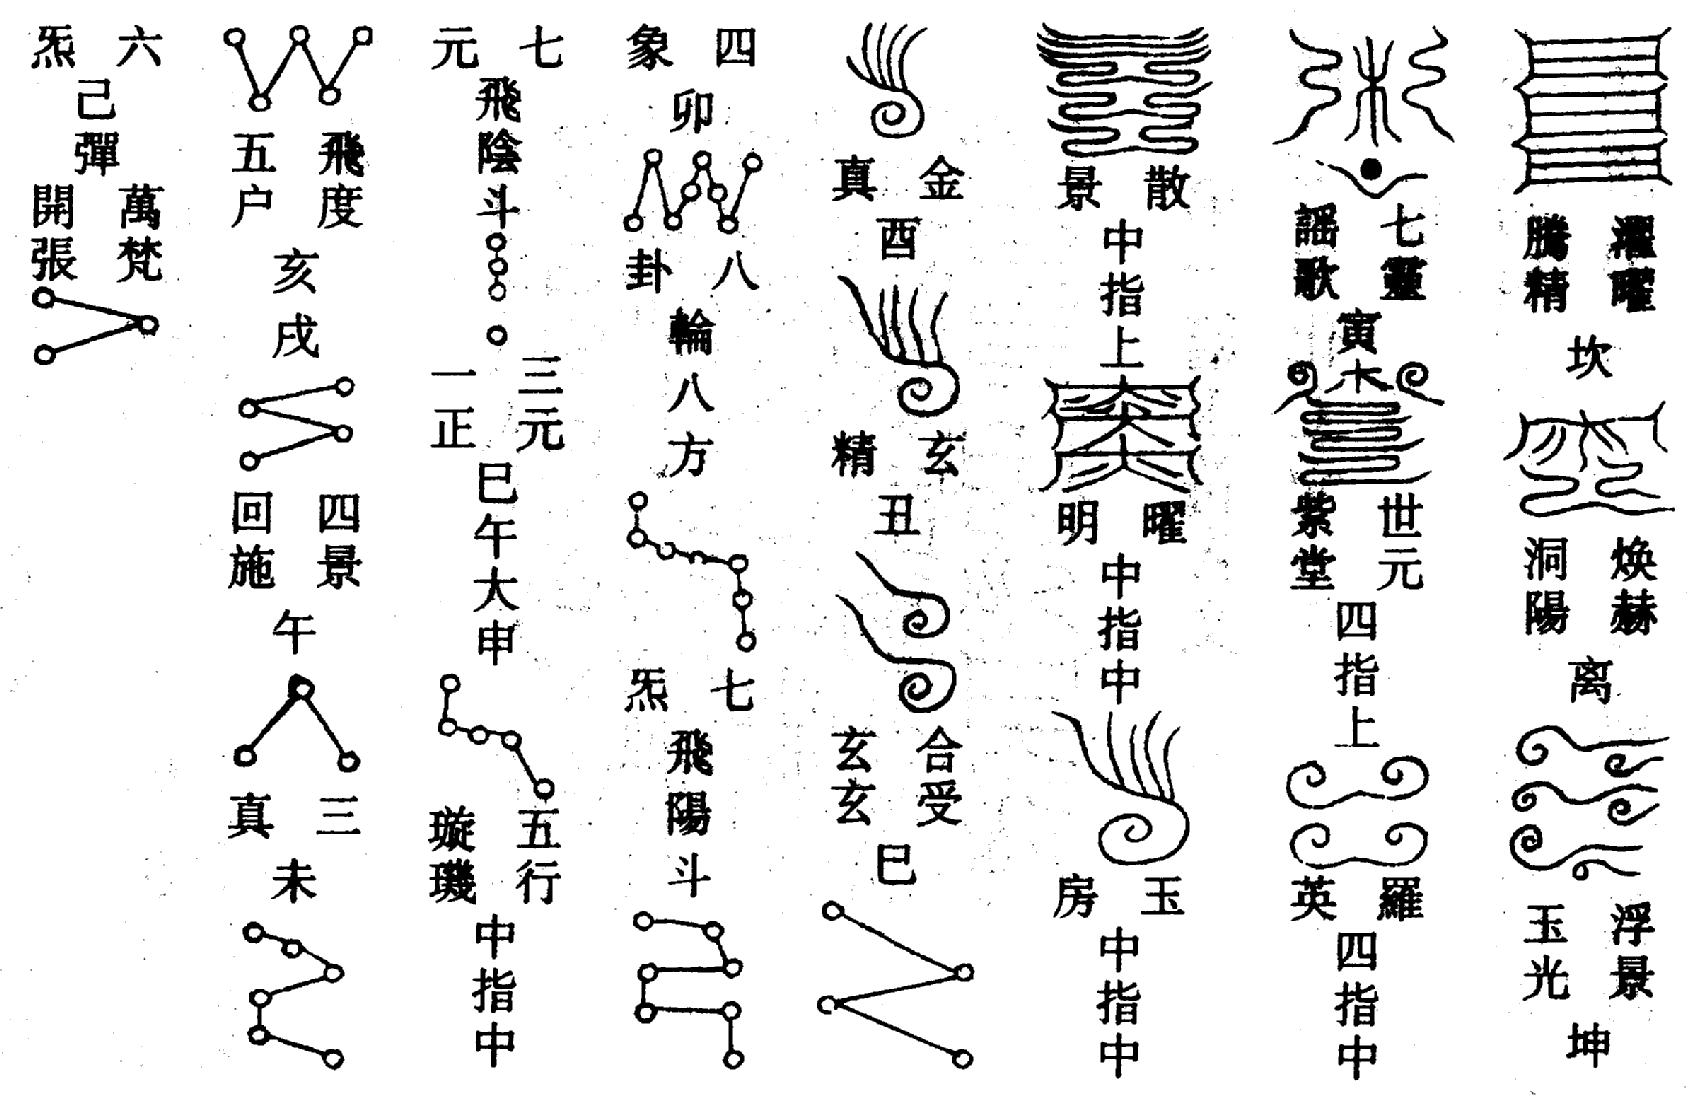 濯曜騰精
坎
煥赫洞陽
离
浮景玉光
坤
七靈謡歌
寅
世元紫堂
四指上
羅英
四指中
散景
中指上
曜明
中指中
玉房
中指中
金真
酉
玄精
丑
合受玄玄
巳
四象
卯
八卦
輪八方
七炁
飛陽斗
七元
飛陰斗
三元一正
巳午大申
五行璇璣
中指中
飛度五户
亥戌
四景回施
午
三真
未
六炁
己彈
萬梵開張